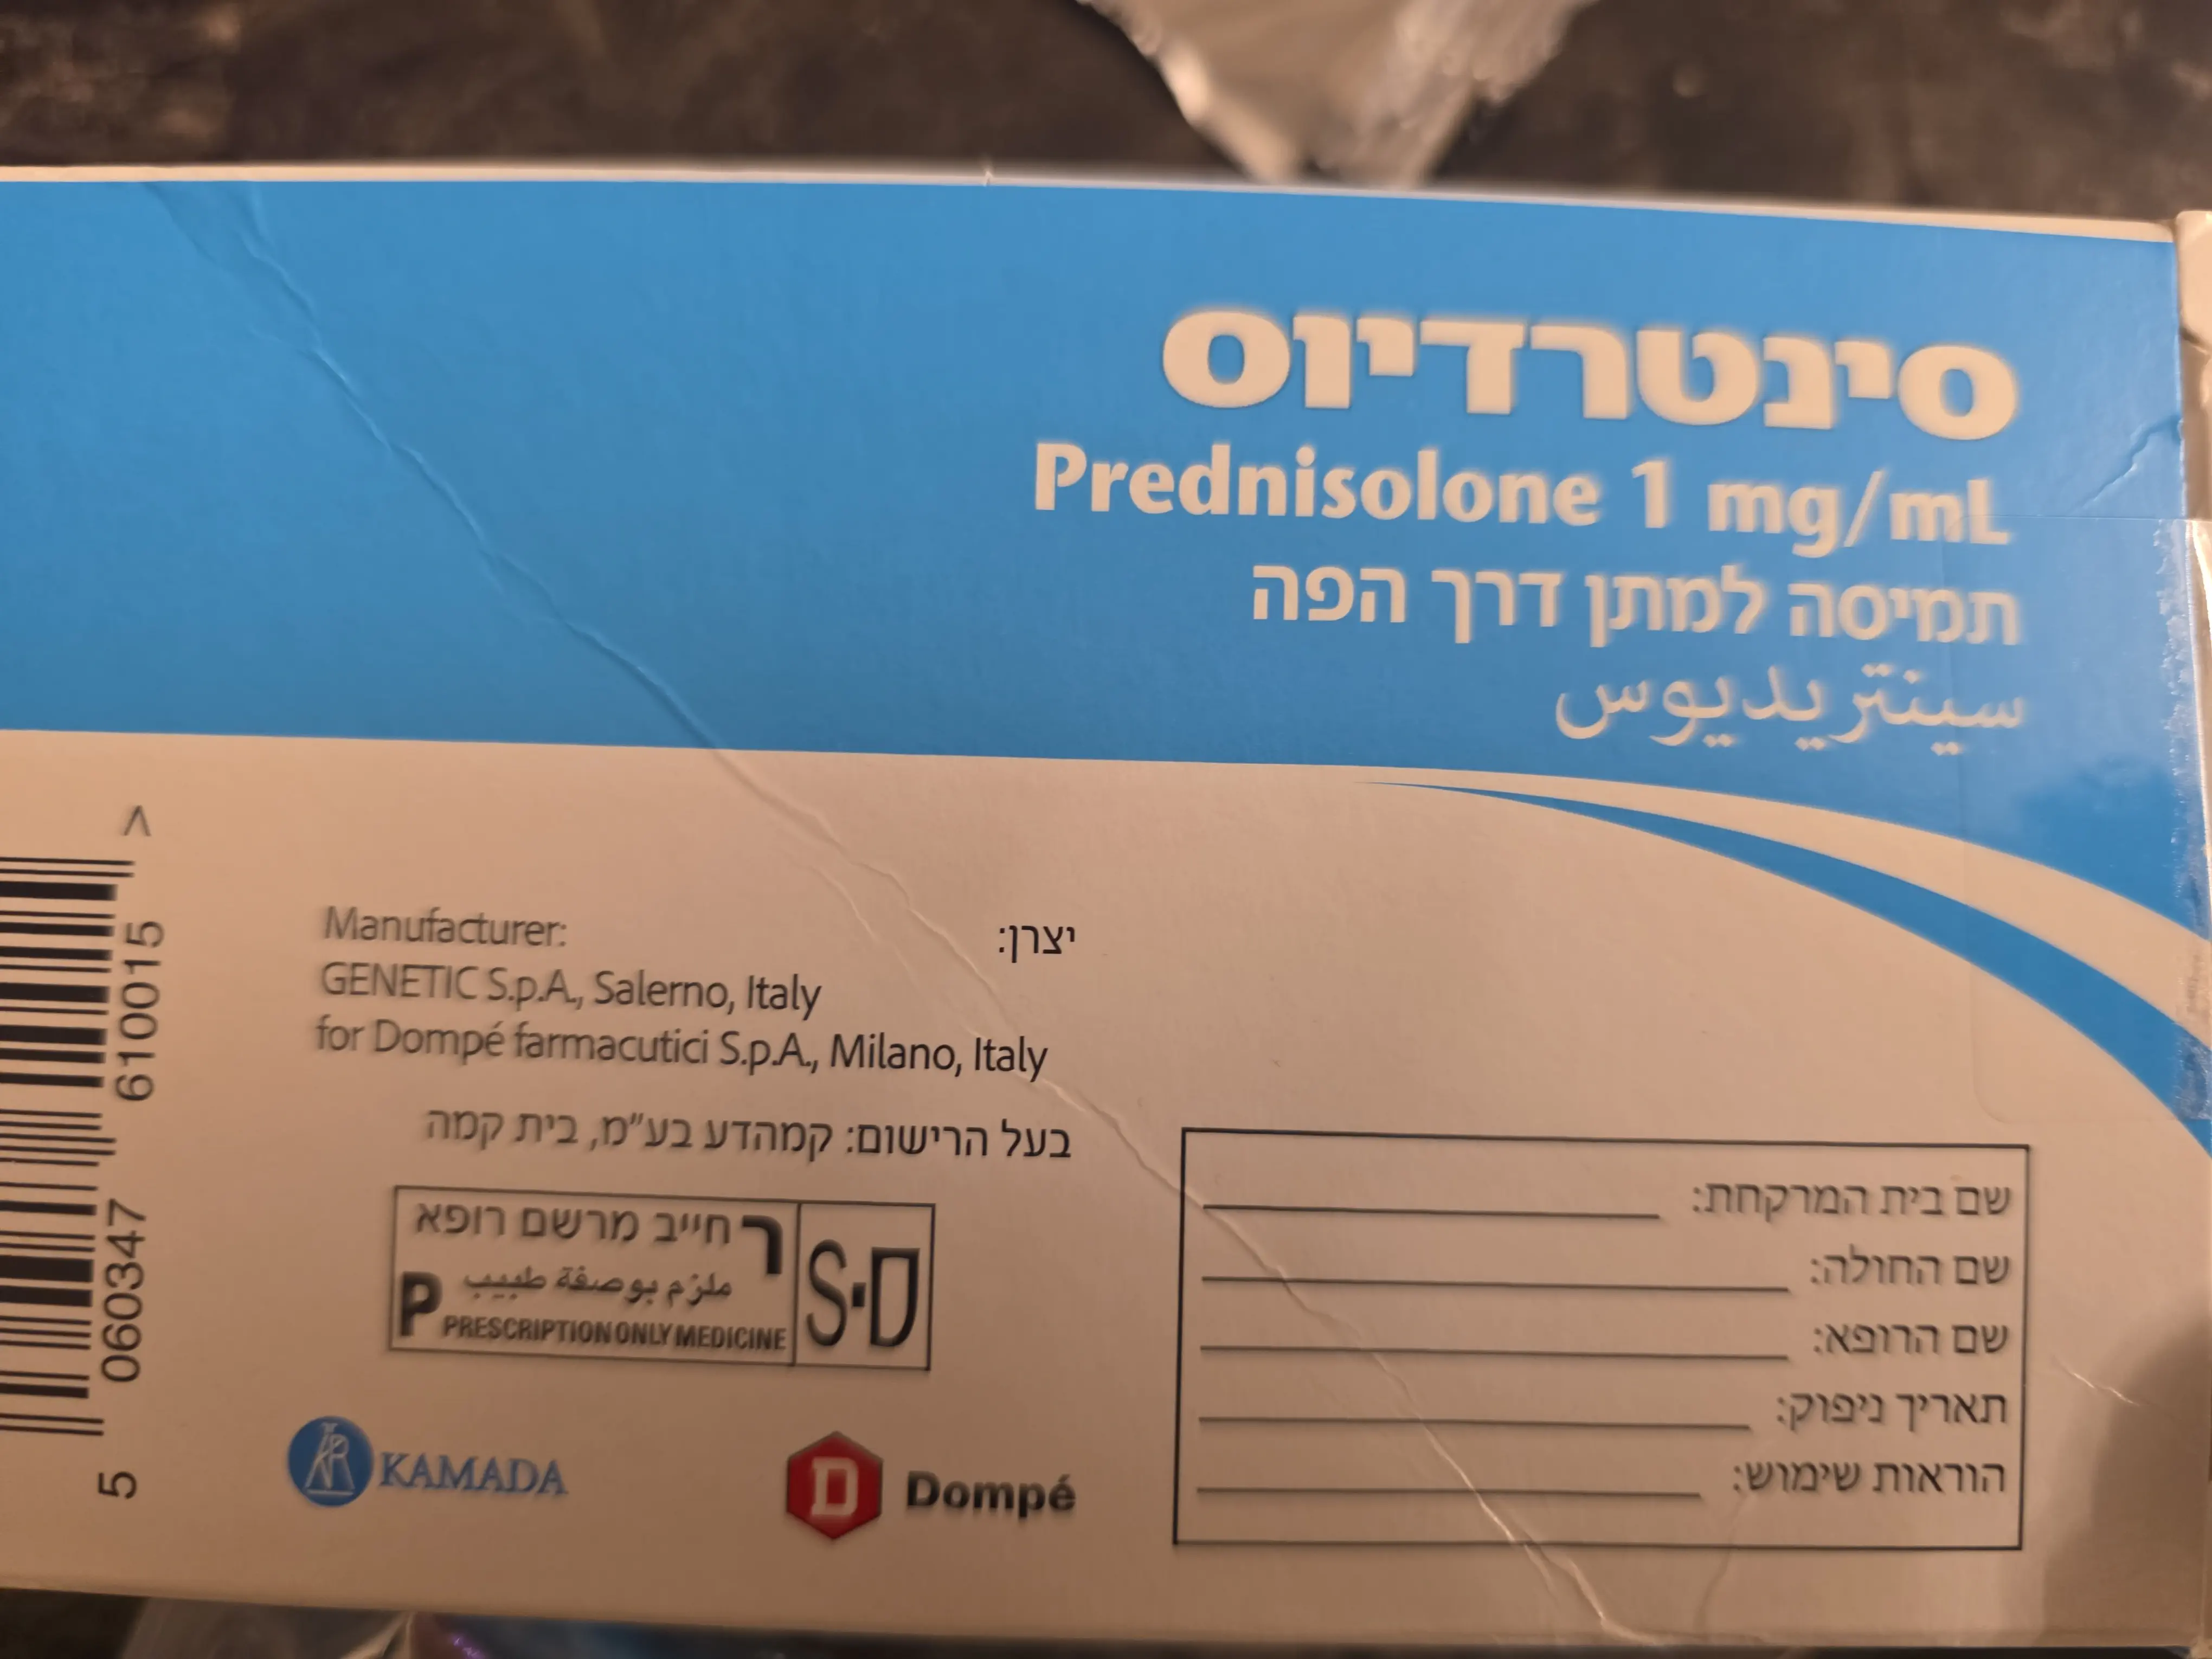 סינטרדיוס
Prednisolone 1 mg/mL
תמיסה למתן דרך הפה
سينتريديوس
Manufacturer:
יצרן:
GENETIC S.p.A., Salerno, Italy
for Dompé farmacutici S.p.A., Milano, Italy
בעל הרישום: קמהדע בע"מ, בית קמה
ר חייב מרשם רופא
ملزم بوصفة طبيب
P PRESCRIPTION ONLY MEDICINE
S•D
KAMADA
D Dompé
שם בית המרקחת:
שם החולה:
שם הרופא:
תאריך ניפוק:
הוראות שימוש:
5 060347 610015 >